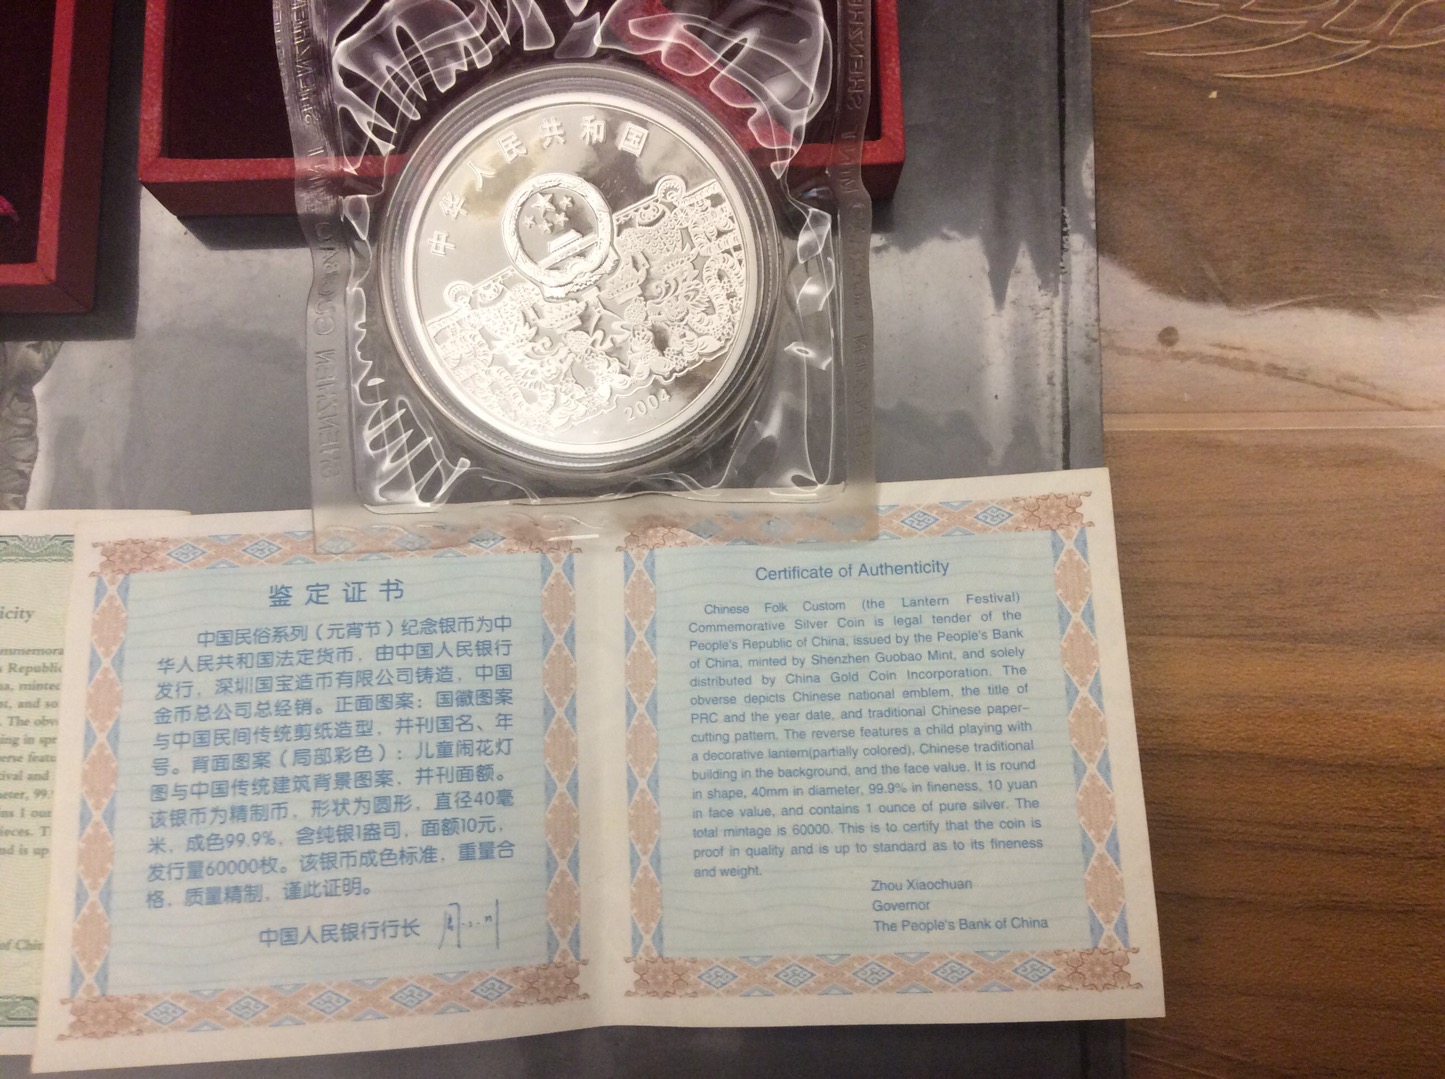 中华人民共和国
2004
SHENZHEN GUOBAO MINT
鉴定证书
中国民俗系列（元宵节）纪念银币为中
华人民共和国法定货币，由中国人民银行
发行，深圳国宝造币有限公司铸造，中国
金币总公司总经销。正面图案：国徽图案
与中国民间传统剪纸造型，并刊国名、年
号。背面图案（局部彩色）：儿童闹花灯
图与中国传统建筑背景图案，并刊面额。
该银币为精制币，形状为圆形，直径40毫
米，成色99.9%，含纯银1盎司，面额10元，
发行量60000枚。该银币成色标准，重量合
格，质量精制，谨此证明。
中国人民银行行长
Certificate of Authenticity
Chinese Folk Custom (the Lantern Festival)
Commemorative Silver Coin is legal tender of the
People's Republic of China, issued by the People's Bank
of China, minted by Shenzhen Guobao Mint, and solely
distributed by China Gold Coin Incorporation. The
obverse depicts Chinese national emblem, the title of
PRC and the year date, and traditional Chinese paper-
cutting pattern. The reverse features a child playing with
a decorative lantern(partially colored), Chinese traditional
building in the background, and the face value. It is round
in shape, 40mm in diameter, 99.9% in fineness, 10 yuan
in face value, and contains 1 ounce of pure silver. The
total mintage is 60000. This is to certify that the coin is
proof in quality and is up to standard as to its fineness
and weight.
Zhou Xiaochuan
Governor
The People's Bank of China